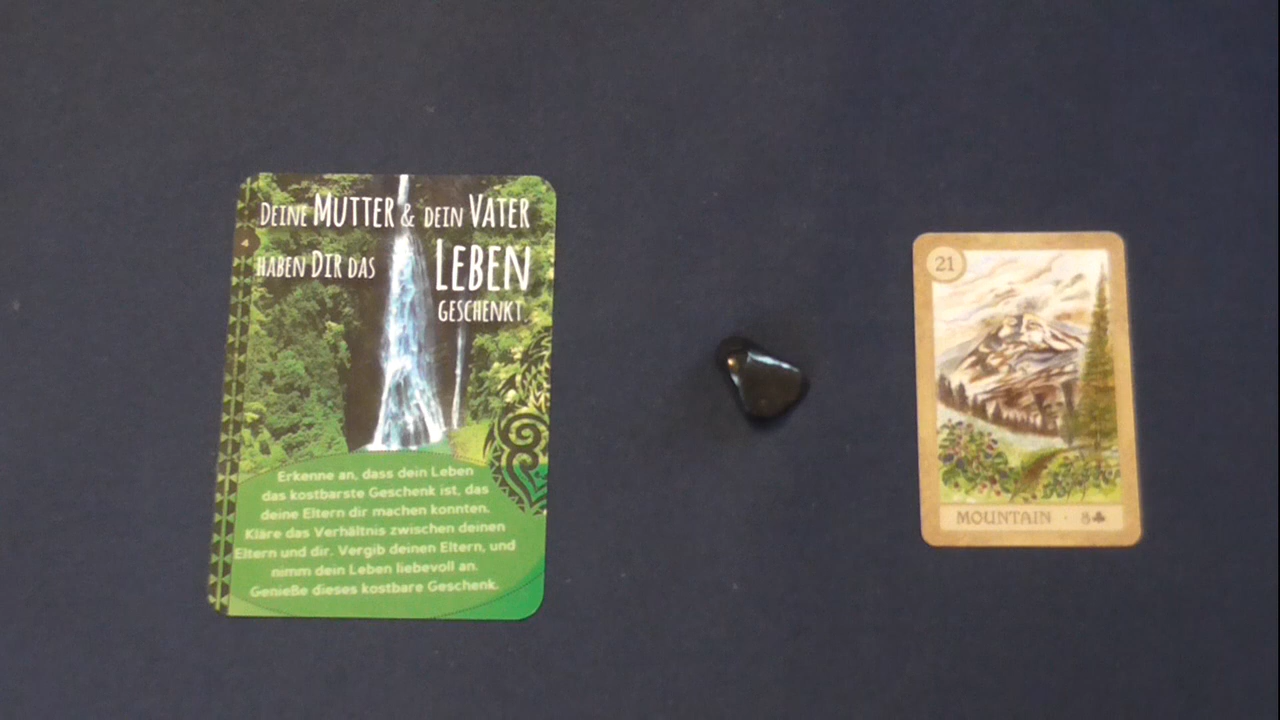 DEINE MUTTER & DEIN VATER
4
HABEN DIR DAS LEBEN
GESCHENKT.
Erkenne an, dass dein Leben
das kostbarste Geschenk ist, das
deine Eltern dir machen konnten.
Kläre das Verhältnis zwischen deinen
Eltern und dir. Vergib deinen Eltern, und
nimm dein Leben liebevoll an.
Genieße dieses kostbare Geschenk.
21
MOUNTAIN · 8♣